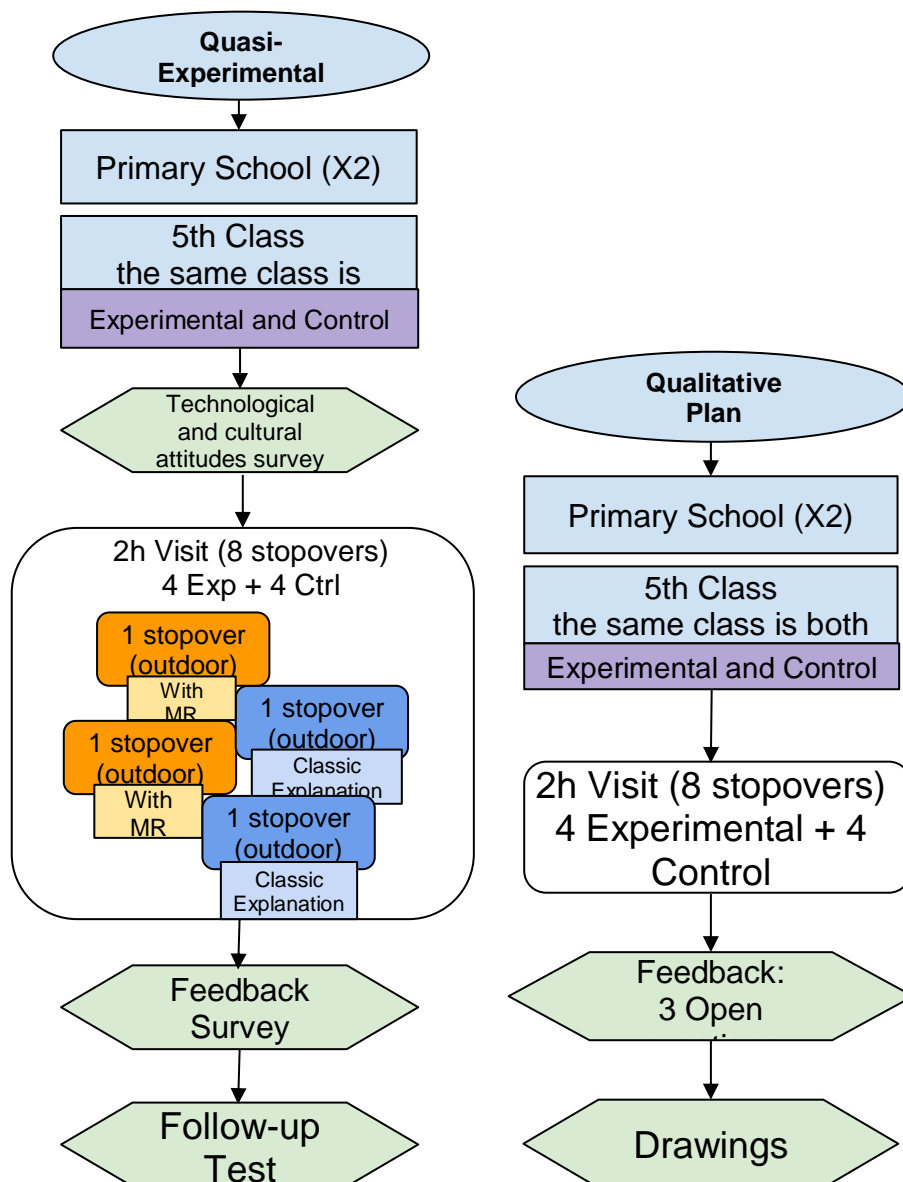 Quasi-
Experimental
Primary School (X2)
5th Class
the same class is
Experimental and Control
Technological
and cultural
attitudes survey
2h Visit (8 stopovers)
4 Exp + 4 Ctrl
1 stopover
(outdoor)
With
MR
1 stopover
(outdoor)
Classic
Explanation
1 stopover
(outdoor)
With
MR
1 stopover
(outdoor)
Classic
Explanation
Feedback
Survey
Follow-up
Test
Qualitative
Plan
Primary School (X2)
5th Class
the same class is both
Experimental and Control
2h Visit (8 stopovers)
4 Experimental + 4
Control
Feedback:
3 Open
Drawings